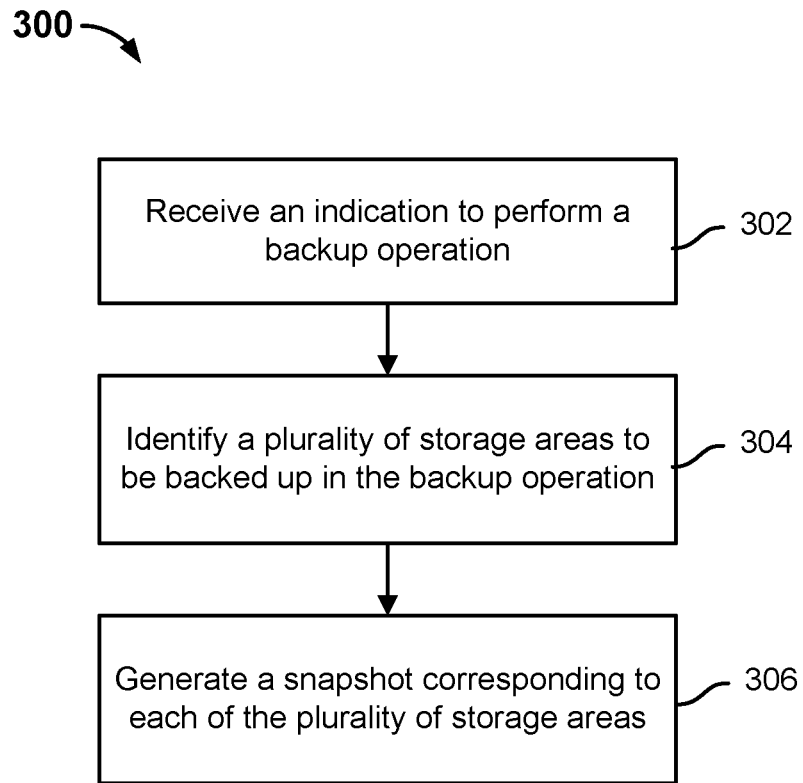 300
Receive an indication to perform a
backup operation
302
Identify a plurality of storage areas to
be backed up in the backup operation
304
Generate a snapshot corresponding to
each of the plurality of storage areas
306